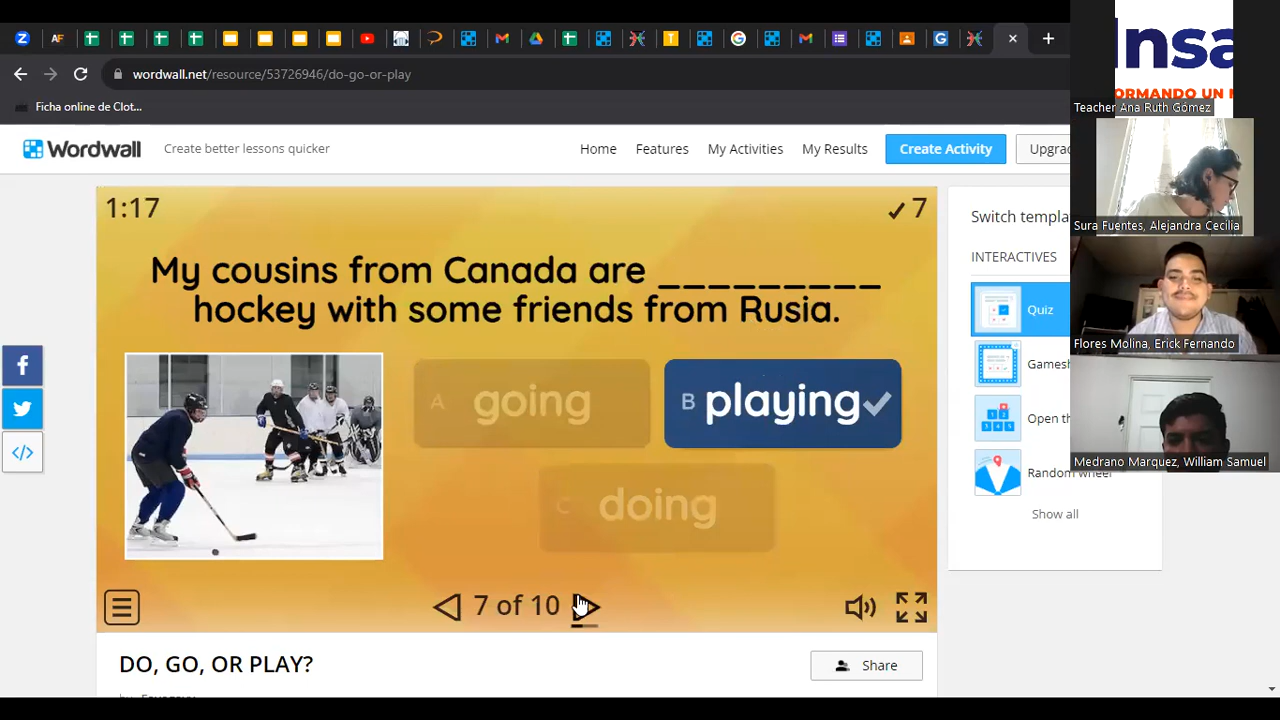 wordwall.net/resource/53726946/do-go-or-play
Ficha online de Clot...
Wordwall
Create better lessons quicker
Home
Features
My Activities
My Results
Create Activity
Upgrad
1:17
7
My cousins from Canada are _________
hockey with some friends from Rusia.
A going
B playing
C doing
7 of 10
DO, GO, OR PLAY?
Share
Switch templa
INTERACTIVES
Quiz
Gamesh
Open th
Random wheel
Show all
Insa
ORMANDO UN
Teacher Ana Ruth Gómez
Sura Fuentes, Alejandra Cecilia
Flores Molina, Erick Fernando
Medrano Marquez, William Samuel